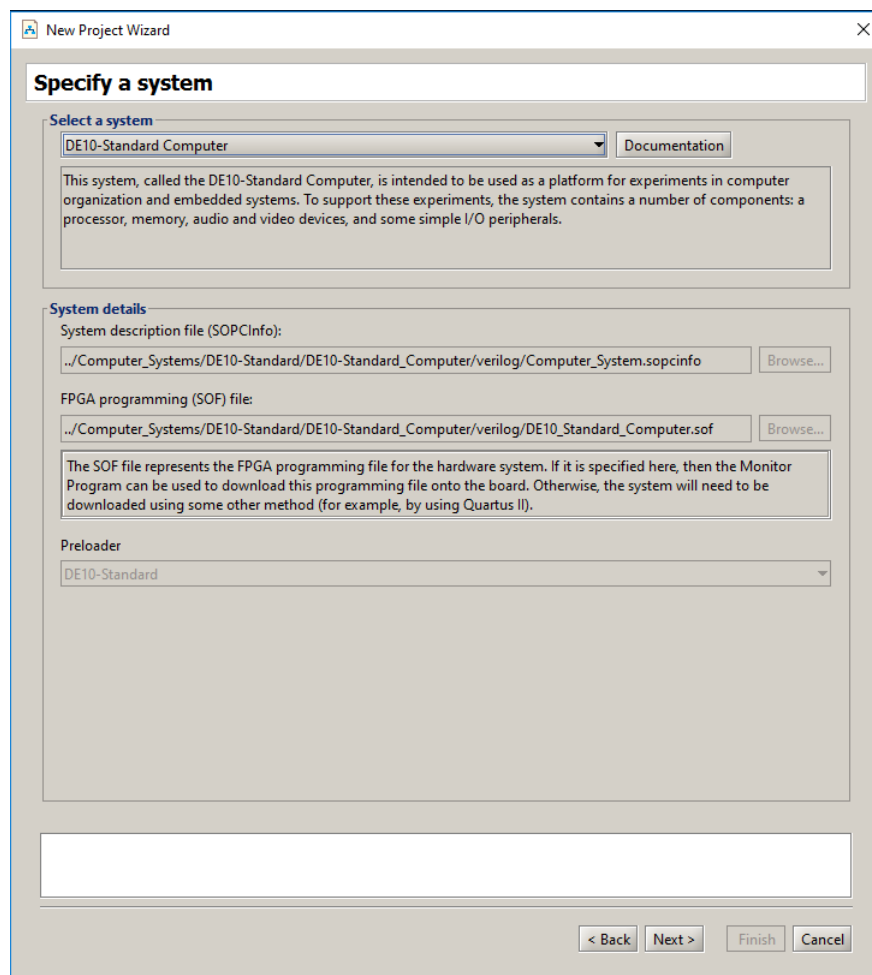 New Project Wizard
Specify a system
Select a system
DE10-Standard Computer
Documentation
This system, called the DE10-Standard Computer, is intended to be used as a platform for experiments in computer
organization and embedded systems. To support these experiments, the system contains a number of components: a
processor, memory, audio and video devices, and some simple I/O peripherals.
System details
System description file (SOPCInfo):
../Computer_Systems/DE10-Standard/DE10-Standard_Computer/verilog/Computer_System.sopcinfo
Browse...
FPGA programming (SOF) file:
../Computer_Systems/DE10-Standard/DE10-Standard_Computer/verilog/DE10_Standard_Computer.sof
Browse...
The SOF file represents the FPGA programming file for the hardware system. If it is specified here, then the Monitor
Program can be used to download this programming file onto the board. Otherwise, the system will need to be
downloaded using some other method (for example, by using Quartus II).
Preloader
DE10-Standard
< Back
Next >
Finish
Cancel